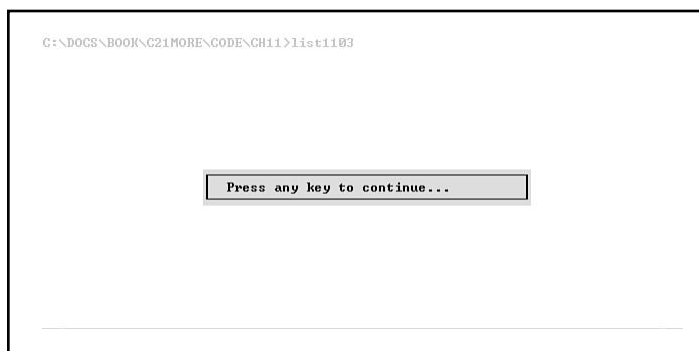 C:\DOCS\BOOK\C21MORE\CODE\CH11>list1103
Press any key to continue...